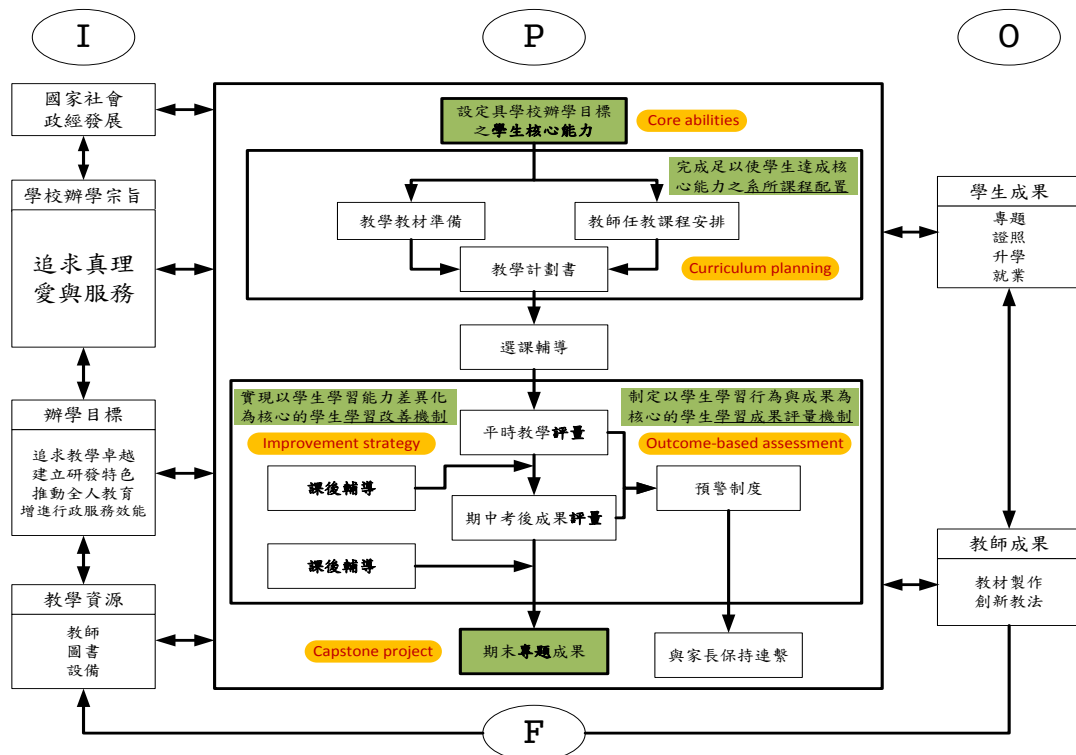 I
P
O
國家社會
政經發展
學校辦學宗旨
追求真理
愛與服務
辦學目標
追求教學卓越
建立研發特色
推動全人教育
增進行政服務效能
教學資源
教師
圖書
設備
設定具學校辦學目標
之學生核心能力
Core abilities
完成足以使學生達成核
心能力之系所課程配置
教學教材準備
教師任教課程安排
教學計劃書
Curriculum planning
選課輔導
實現以學生學習能力差異化
為核心的學生學習改善機制
Improvement strategy
制定以學生學習行為與成果為
核心的學生學習成果評量機制
Outcome-based assessment
平時教學評量
課後輔導
預警制度
期中考後成果評量
課後輔導
Capstone project
期末專題成果
與家長保持連繫
學生成果
專題
證照
升學
就業
教師成果
教材製作
創新教法
F